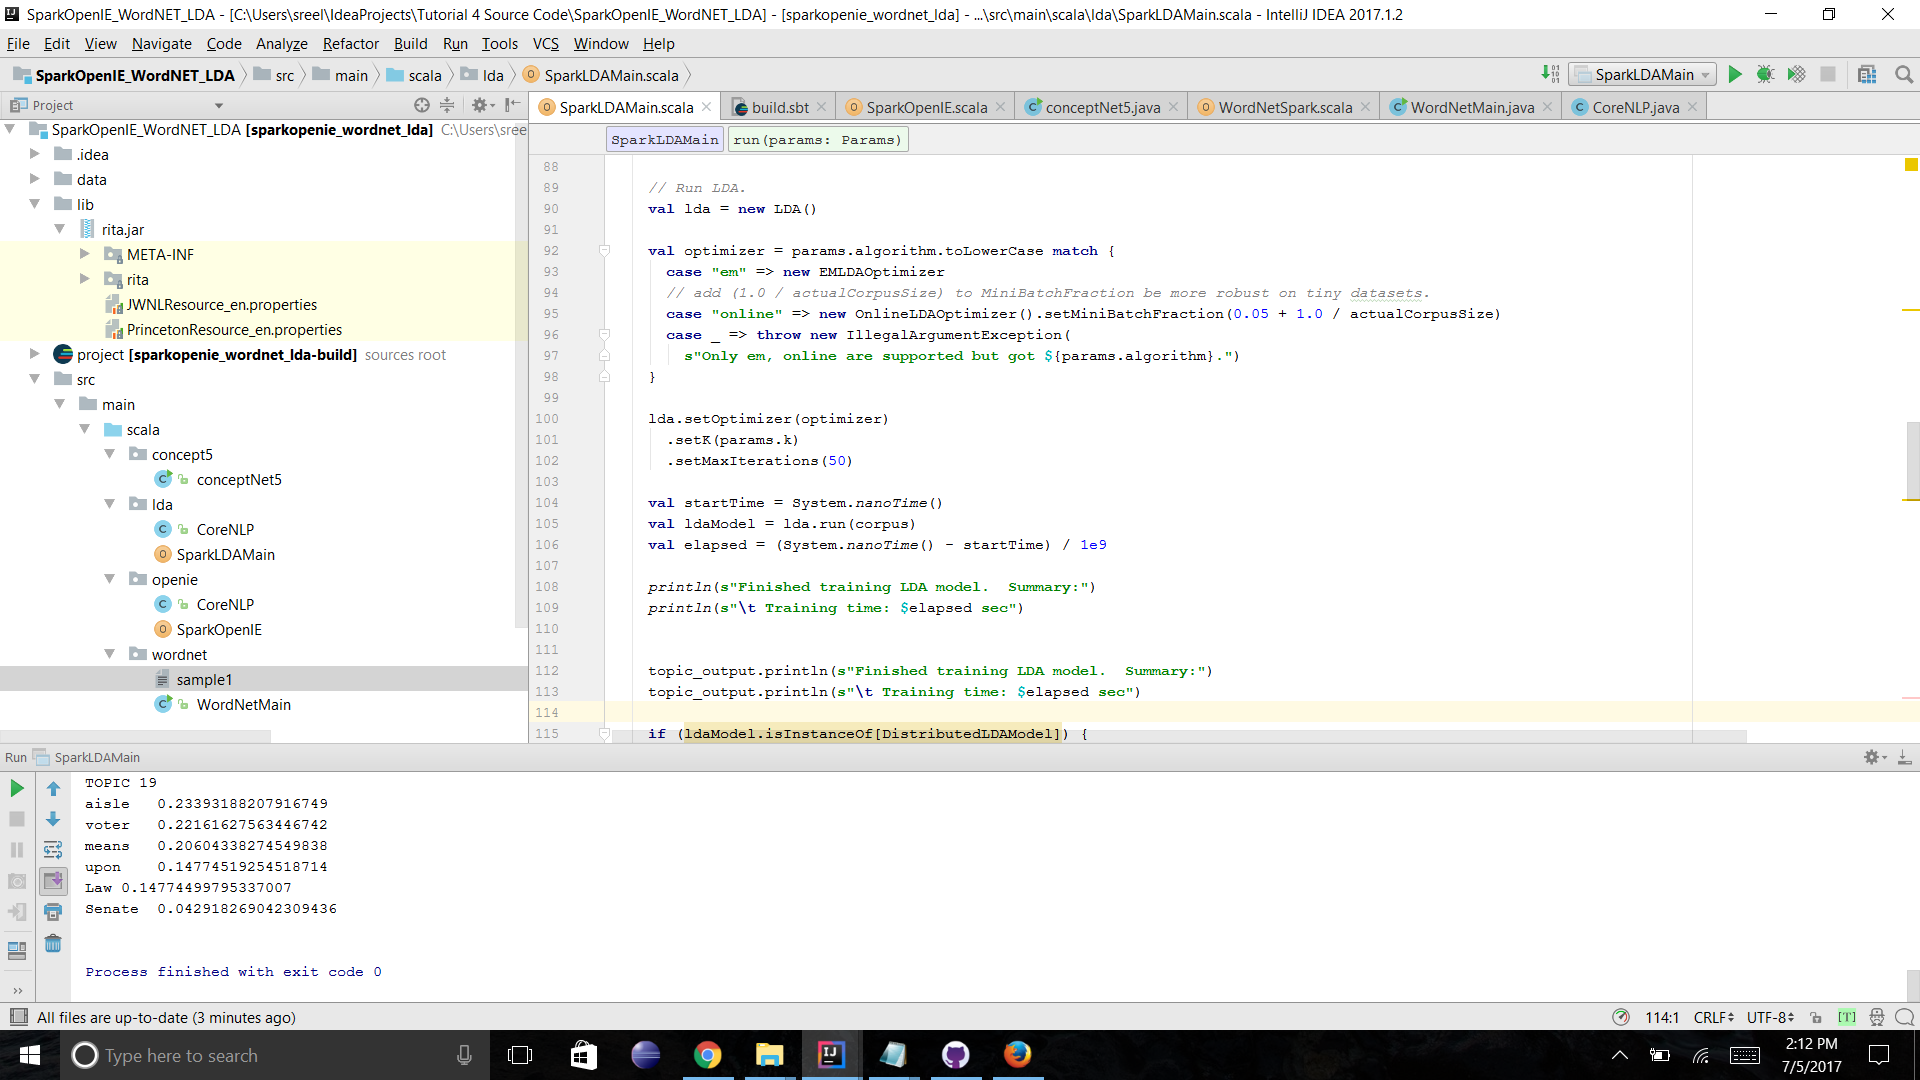 SparkOpenIE_WordNET_LDA - [C:\Users\sreel\IdeaProjects\Tutorial 4 Source Code\SparkOpenIE_WordNET_LDA] - [sparkopenie_wordnet_lda] - ...\src\main\scala\lda\SparkLDAMain.scala - IntelliJ IDEA 2017.1.2
File Edit View Navigate Code Analyze Refactor Build Run Tools VCS Window Help
SparkOpenIE_WordNET_LDA src main scala lda SparkLDAMain.scala SparkLDAMain
Project
SparkLDAMain.scala build.sbt SparkOpenIE.scala conceptNet5.java WordNetSpark.scala WordNetMain.java CoreNLP.java
SparkOpenIE_WordNET_LDA [sparkopenie_wordnet_lda] C:\Users\sree
.idea
data
lib
rita.jar
META-INF
rita
JWNLResource_en.properties
PrincetonResource_en.properties
project [sparkopenie_wordnet_lda-build] sources root
src
main
scala
concept5
conceptNet5
lda
CoreNLP
SparkLDAMain
openie
CoreNLP
SparkOpenIE
wordnet
sample1
WordNetMain
SparkLDAMain run(params: Params)
88
89 // Run LDA.
90 val lda = new LDA()
91
92 val optimizer = params.algorithm.toLowerCase match {
93 case "em" => new EMLDAOptimizer
94 // add (1.0 / actualCorpusSize) to MiniBatchFraction be more robust on tiny datasets.
95 case "online" => new OnlineLDAOptimizer().setMiniBatchFraction(0.05 + 1.0 / actualCorpusSize)
96 case _ => throw new IllegalArgumentException(
97 s"Only em, online are supported but got ${params.algorithm}.")
98 }
99
100 lda.setOptimizer(optimizer)
101 .setK(params.k)
102 .setMaxIterations(50)
103
104 val startTime = System.nanoTime()
105 val ldaModel = lda.run(corpus)
106 val elapsed = (System.nanoTime() - startTime) / 1e9
107
108 println(s"Finished training LDA model.  Summary:")
109 println(s"\t Training time: $elapsed sec")
110
111
112 topic_output.println(s"Finished training LDA model.  Summary:")
113 topic_output.println(s"\t Training time: $elapsed sec")
114
115 if (ldaModel.isInstanceOf[DistributedLDAModel]) {
Run SparkLDAMain
TOPIC 19
aisle 0.23393188207916749
voter 0.22161627563446742
means 0.20604338274549838
upon 0.14774519254518714
Law 0.14774499795337007
Senate 0.042918269042309436
Process finished with exit code 0
All files are up-to-date (3 minutes ago) 114:1 CRLF UTF-8 [T]
Type here to search
2:12 PM
7/5/2017